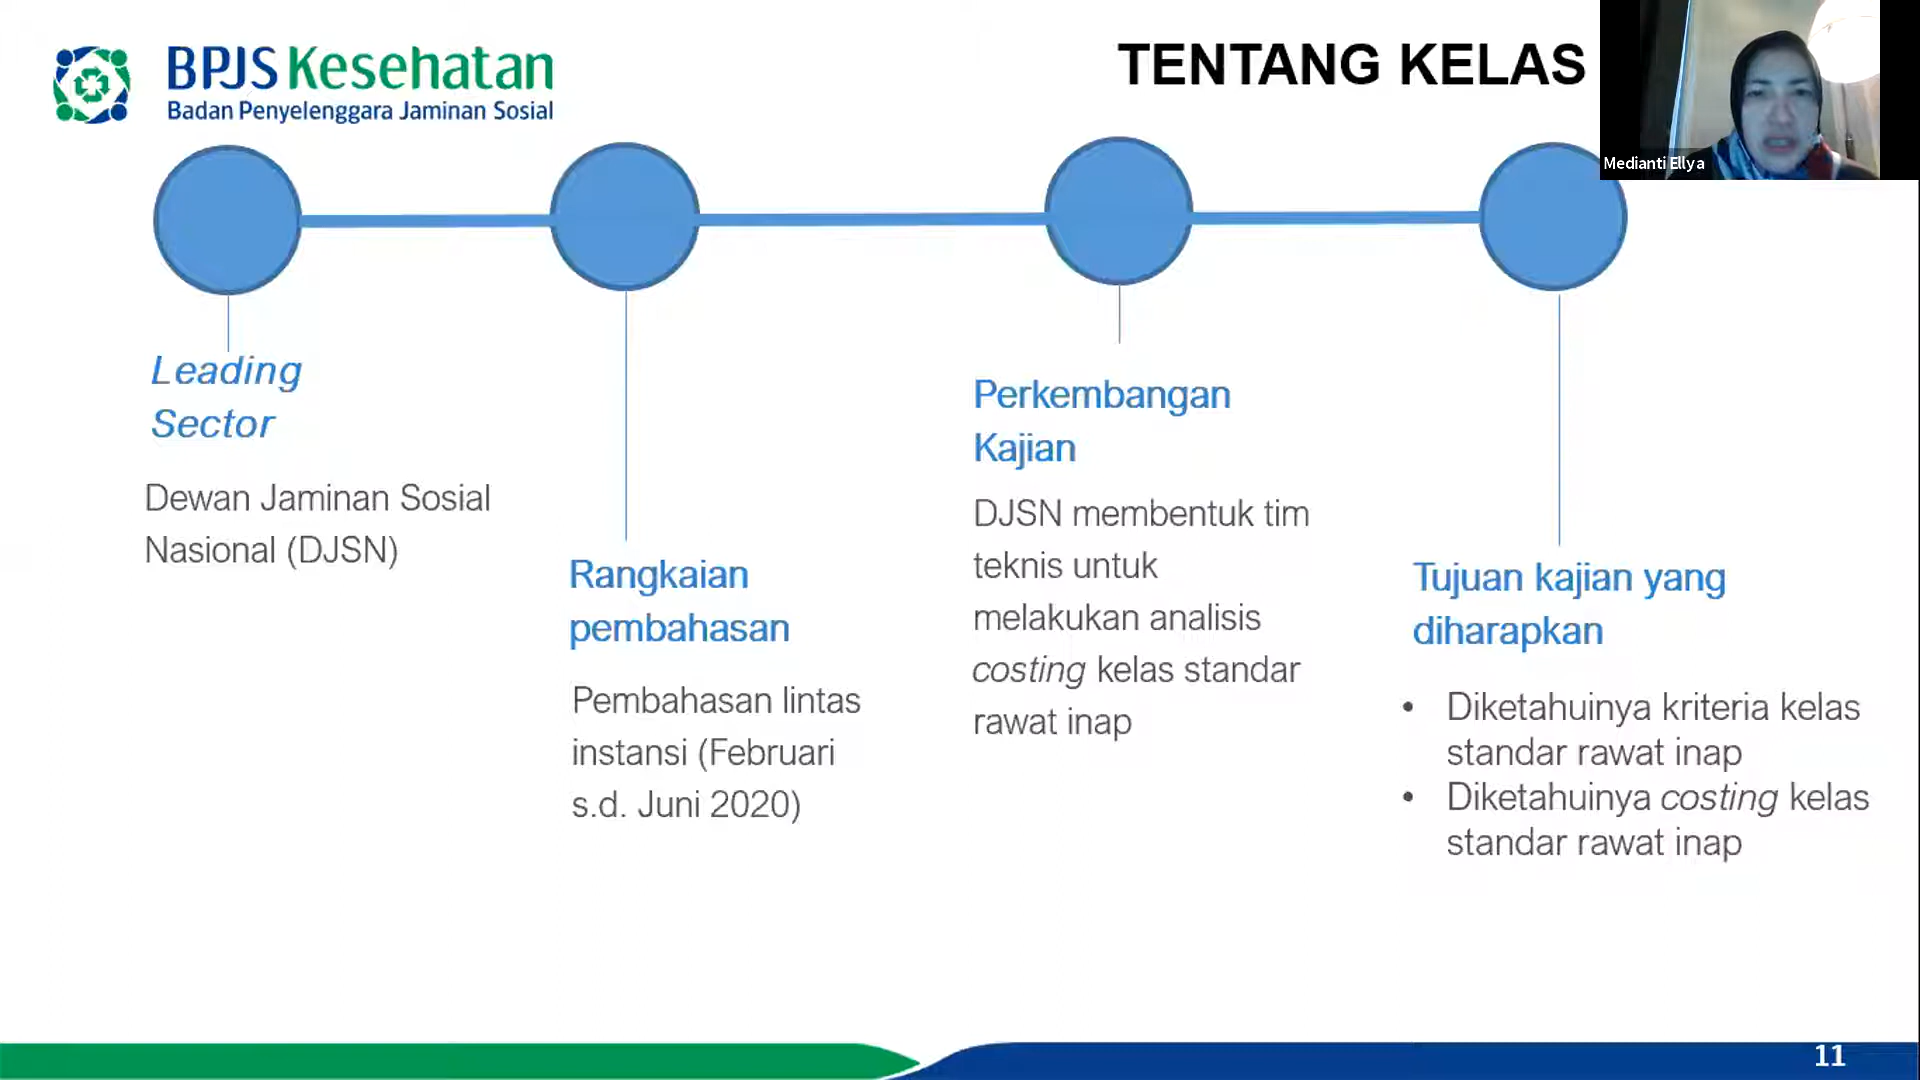 BPJS Kesehatan
Badan Penyelenggara Jaminan Sosial
TENTANG KELAS
Medianti Ellya
Leading
Sector
Dewan Jaminan Sosial
Nasional (DJSN)
Rangkaian
pembahasan
Pembahasan lintas
instansi (Februari
s.d. Juni 2020)
Perkembangan
Kajian
DJSN membentuk tim
teknis untuk
melakukan analisis
costing kelas standar
rawat inap
Tujuan kajian yang
diharapkan
• Diketahuinya kriteria kelas
standar rawat inap
• Diketahuinya costing kelas
standar rawat inap
11